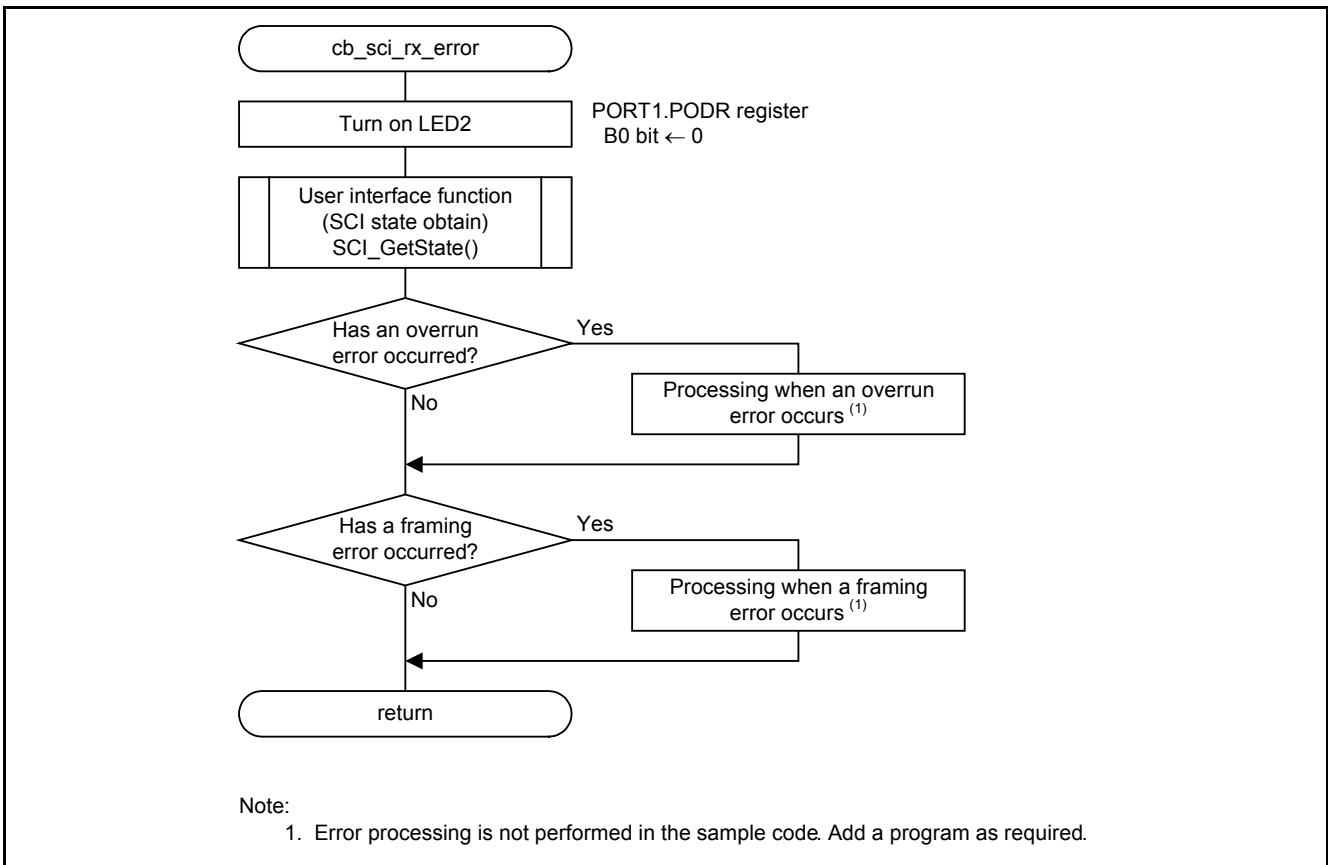 cb_sci_rx_error
Turn on LED2
PORT1.PODR register
B0 bit ← 0
User interface function
(SCI state obtain)
SCI_GetState()
Has an overrun
error occurred?
Yes
No
Processing when an overrun
error occurs (1)
Has a framing
error occurred?
Yes
No
Processing when a framing
error occurs (1)
return
Note:
1. Error processing is not performed in the sample code. Add a program as required.